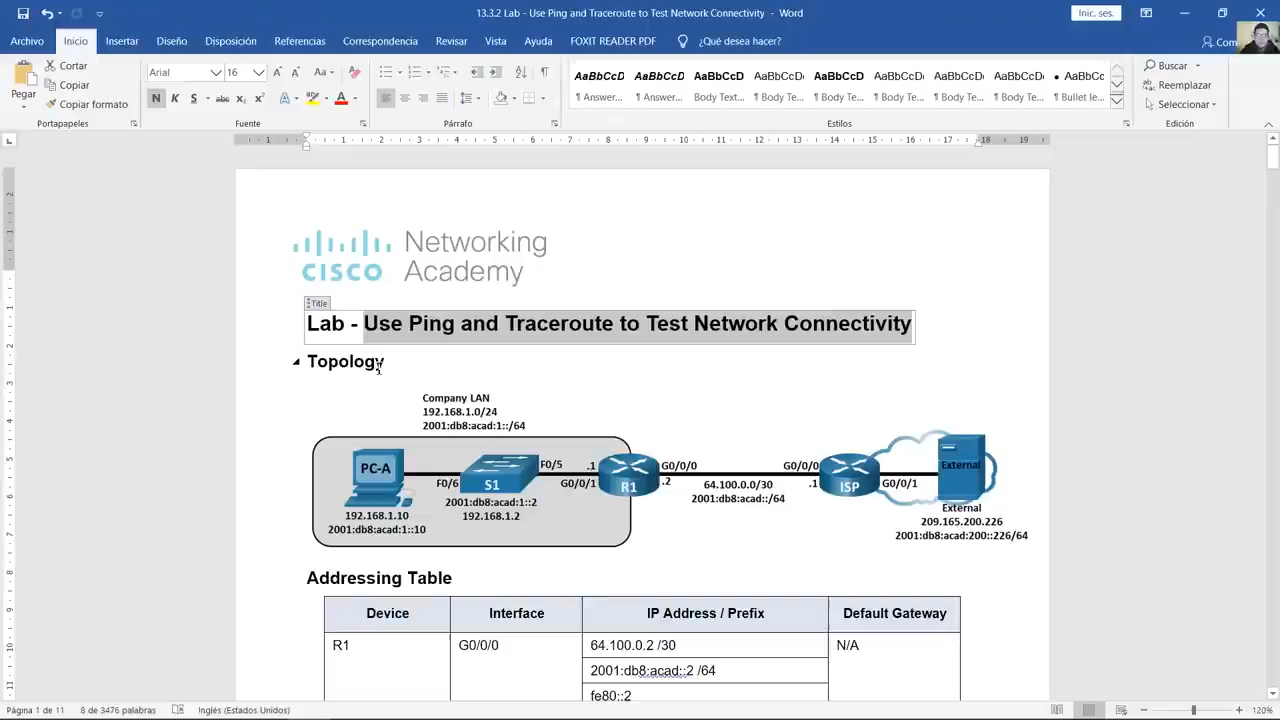 13.3.2 Lab - Use Ping and Traceroute to Test Network Connectivity - Word
Inic. ses.
Archivo Inicio Insertar Diseño Disposición Referencias Correspondencia Revisar Vista Ayuda FOXIT READER PDF ¿Qué desea hacer?
Pegar
Cortar
Copiar
Copiar formato
Portapapeles
Arial 16
Fuente
Párrafo
AaBbCcD AaBbCcD AaBbCcD AaBbCcD AaBbCcD AaBbCcD AaBbCcD AaBbCcD AaBbCc
¶ Answer... ¶ Answer... Body Text... Body Te... ¶ Body Te... ¶ Body Te... ¶ Body Te... ¶ Body Te... ¶ Bullet le...
Estilos
Buscar
Reemplazar
Seleccionar
Edición
Networking
CISCO Academy
Title
Lab - Use Ping and Traceroute to Test Network Connectivity
Topology
Company LAN
192.168.1.0/24
2001:db8:acad:1::/64
PC-A
F0/6
S1
F0/5
.1
G0/0/1
R1
G0/0/0
.2
64.100.0.0/30
2001:db8:acad::/64
G0/0/0
.1
ISP
G0/0/1
External
192.168.1.10
2001:db8:acad:1::10
2001:db8:acad:1::2
192.168.1.2
External
209.165.200.226
2001:db8:acad:200::226/64
Addressing Table
Device Interface IP Address / Prefix Default Gateway
R1 G0/0/0 64.100.0.2 /30 N/A
2001:db8:acad::2 /64
fe80::2
Página 1 de 11 8 de 3476 palabras Inglés (Estados Unidos) 120%